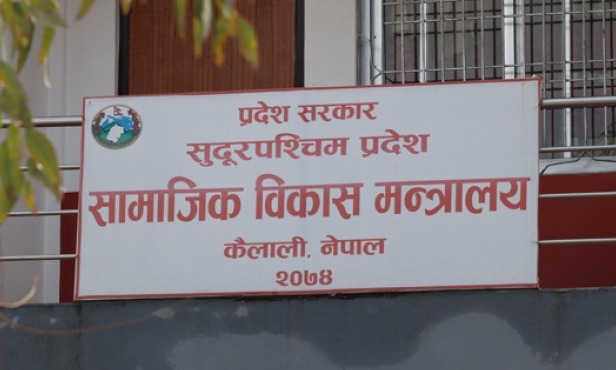 प्रदेश सरकार
सुदूरपश्चिम प्रदेश
सामाजिक विकास मन्त्रालय
कैलाली, नेपाल
२०७४